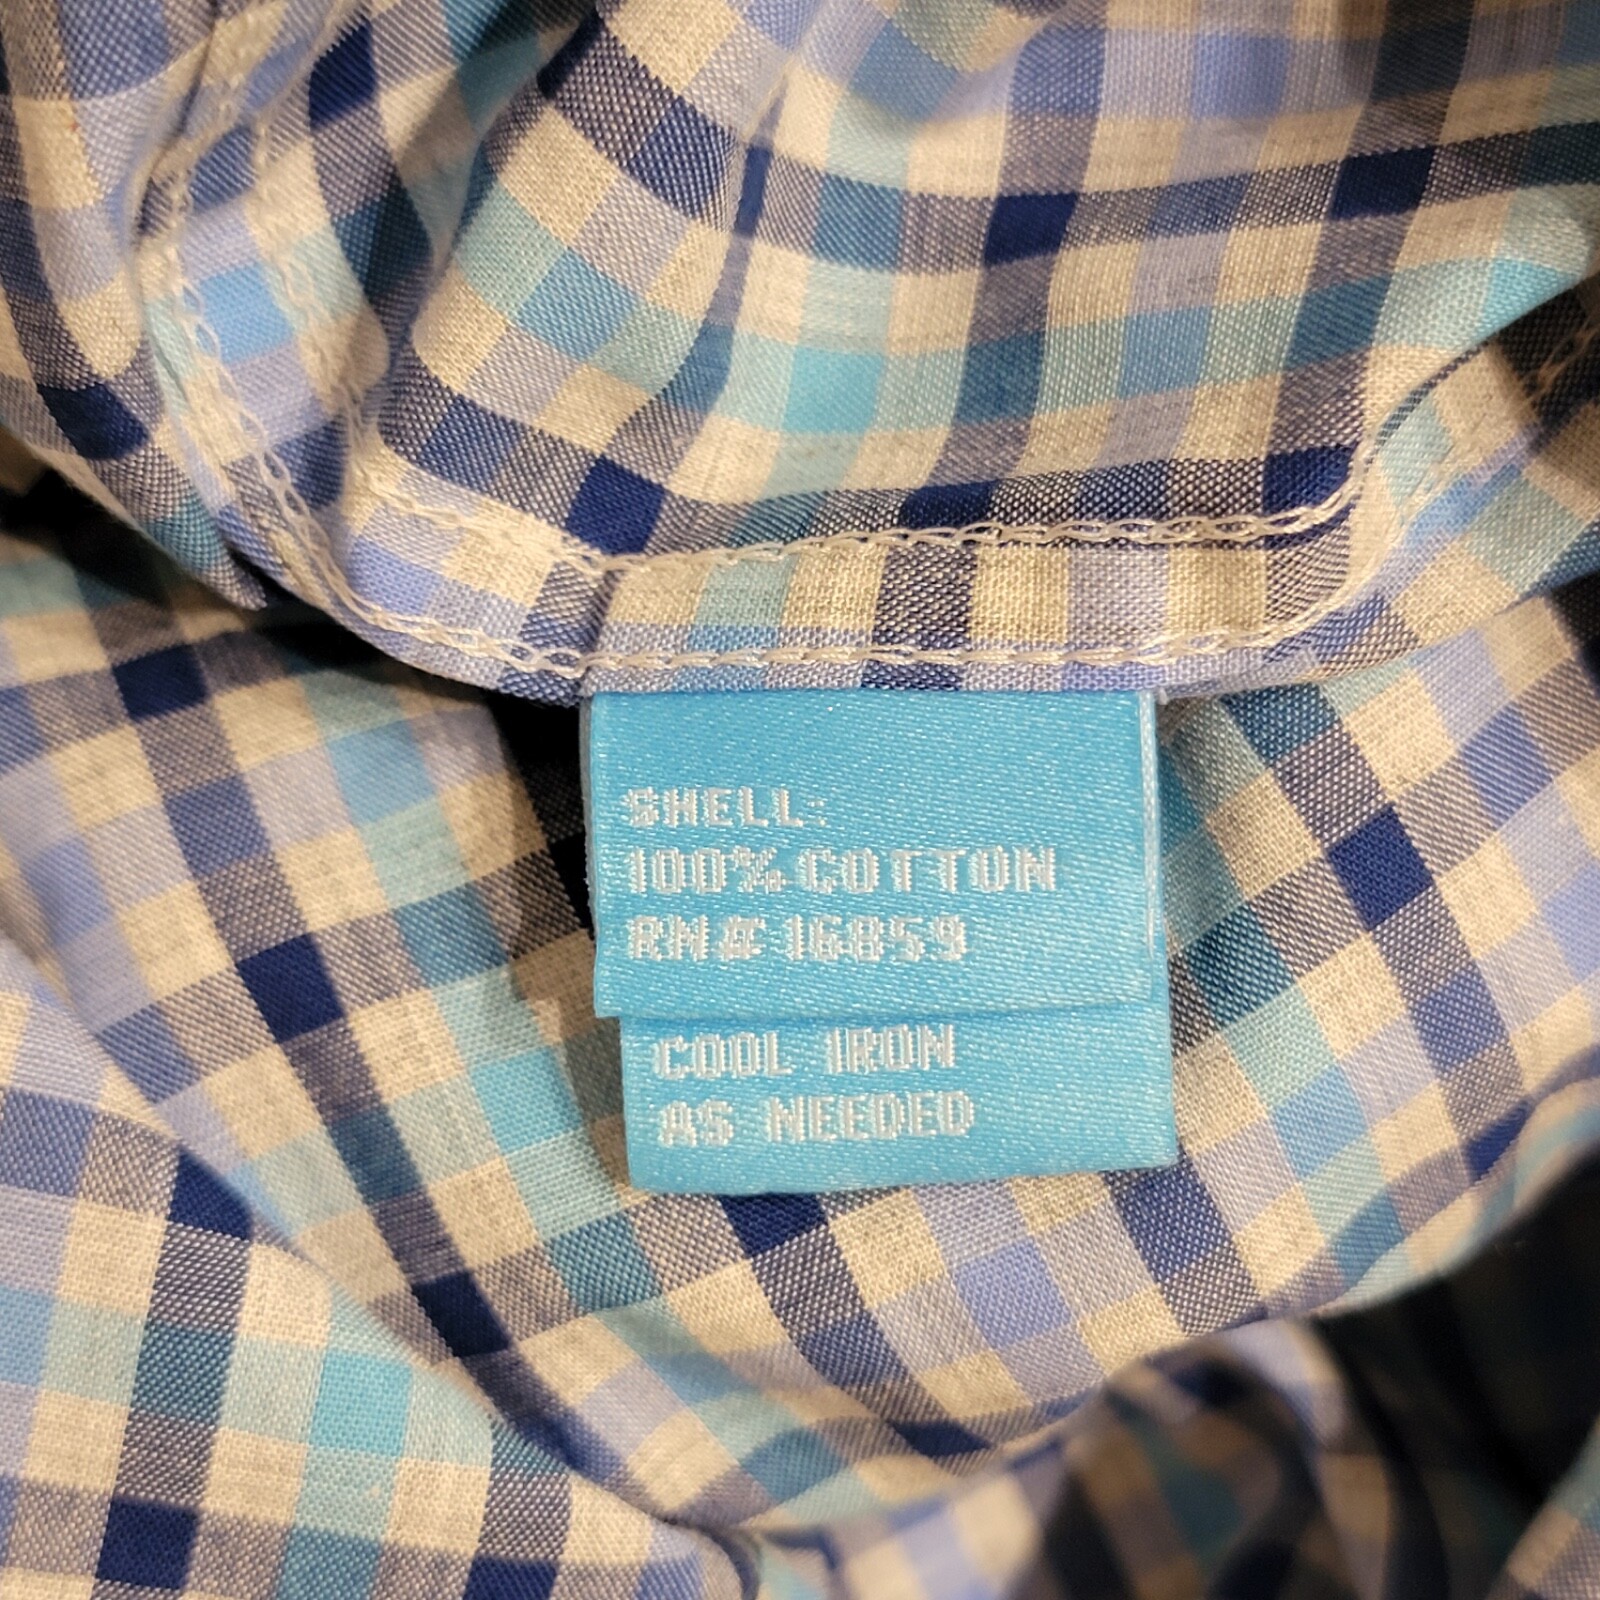 SHELL:
100% COTTON
RN# 16859
COOL IRON
AS NEEDED